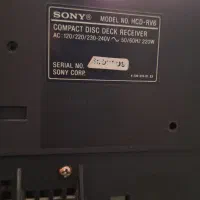 SONY MODEL NO. HCD-RV6
COMPACT DISC DECK RECEIVER
AC 120/220/230-240V ~ 50/60Hz 220W
SERIAL NO.
SONY CORP.